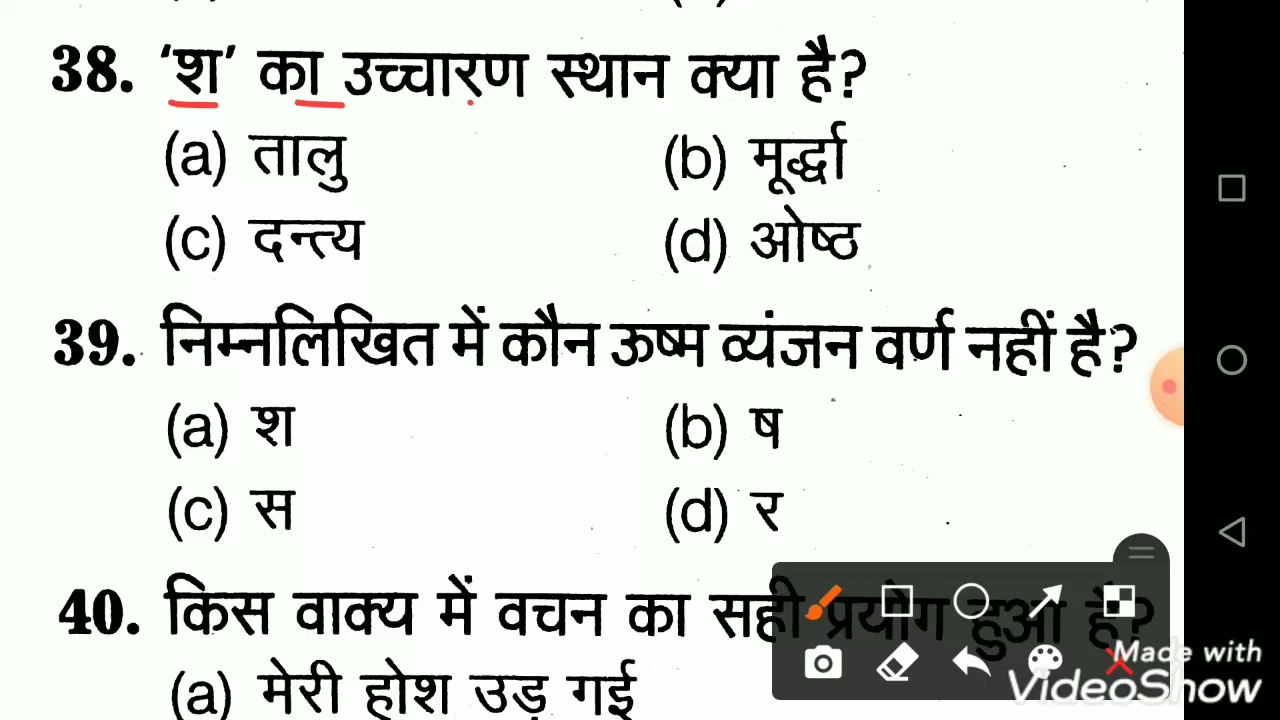 38. ‘श’ का उच्चारण स्थान क्या है?
(a) तालु (b) मूर्द्धा
(c) दन्त्य (d) ओष्ठ
39. निम्नलिखित में कौन ऊष्म व्यंजन वर्ण नहीं है?
(a) श (b) ष
(c) स (d) र
40. किस वाक्य में वचन का सही प्रयोग हुआ है?
(a) मेरी होश उड़ गई
Made with
VideoShow